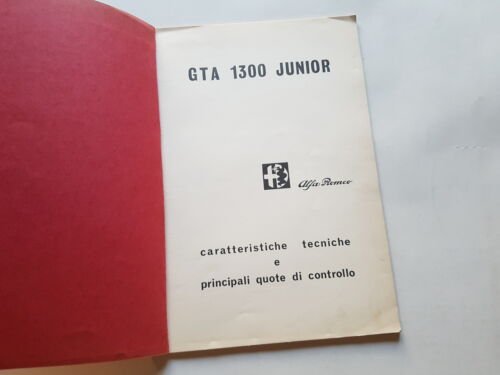 GTA 1300 JUNIOR
Alfa Romeo
caratteristiche tecniche
e
principali quote di controllo